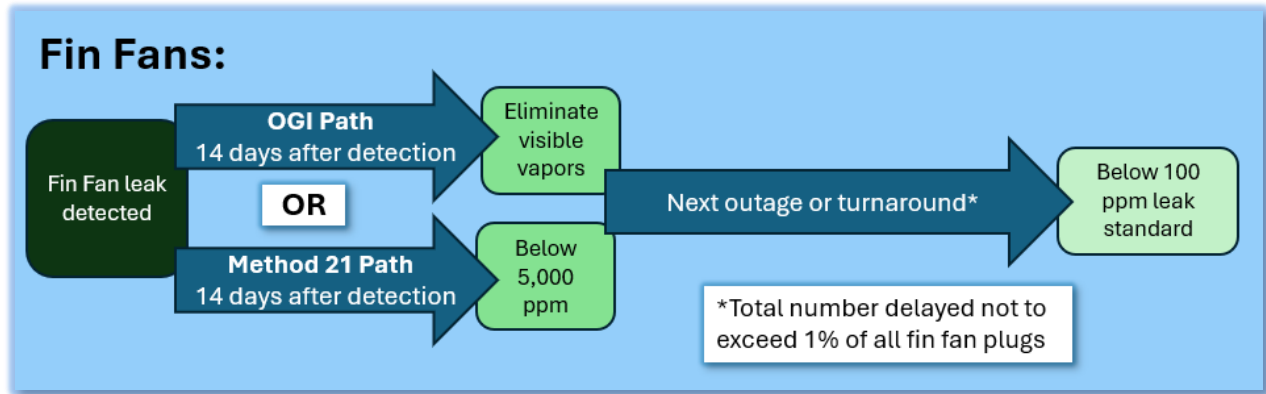 Fin Fans:
Fin Fan leak
detected
OGI Path
14 days after detection
OR
Method 21 Path
14 days after detection
Eliminate
visible
vapors
Below
5,000
ppm
Next outage or turnaround*
*Total number delayed not to
exceed 1% of all fin fan plugs
Below 100
ppm leak
standard